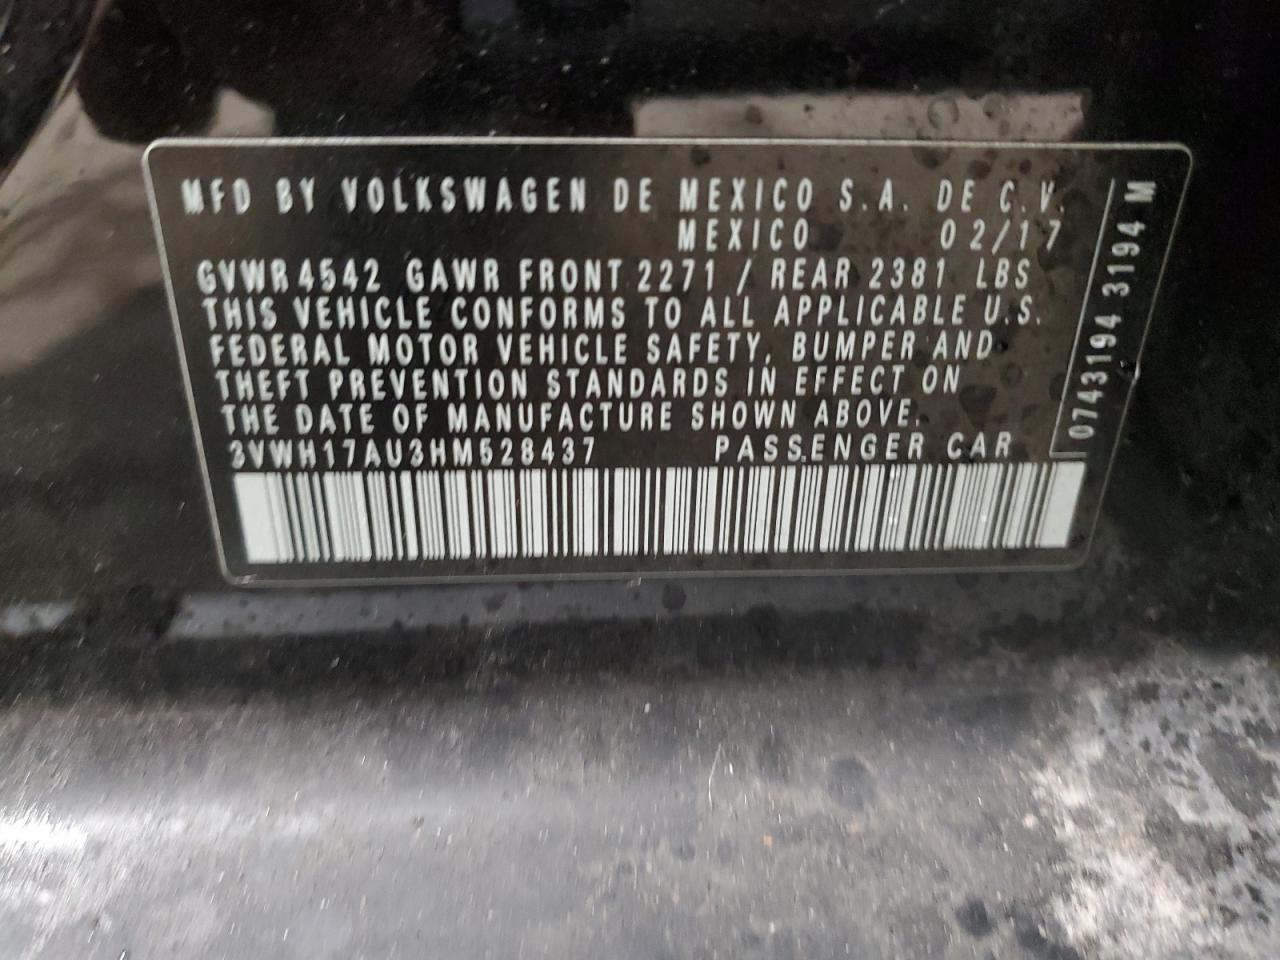 MFD BY VOLKSWAGEN DE MEXICO S.A. DE C.V.
MEXICO 02/17
GVWR 4542 GAWR FRONT 2271 / REAR 2381 LBS
THIS VEHICLE CONFORMS TO ALL APPLICABLE U.S.
FEDERAL MOTOR VEHICLE SAFETY, BUMPER AND
THEFT PREVENTION STANDARDS IN EFFECT ON
THE DATE OF MANUFACTURE SHOWN ABOVE.
3VWH17AU3HM528437 PASSENGER CAR
0743194 3194 M